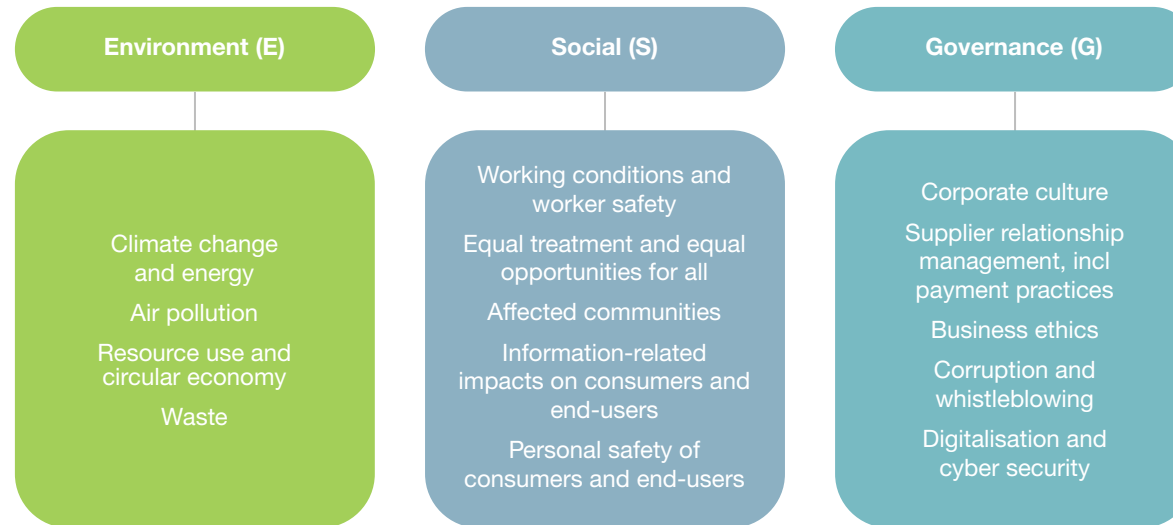 Environment (E)
Climate change
and energy
Air pollution
Resource use and
circular economy
Waste
Social (S)
Working conditions and
worker safety
Equal treatment and equal
opportunities for all
Affected communities
Information-related
impacts on consumers and
end-users
Personal safety of
consumers and end-users
Governance (G)
Corporate culture
Supplier relationship
management, incl
payment practices
Business ethics
Corruption and
whistleblowing
Digitalisation and
cyber security